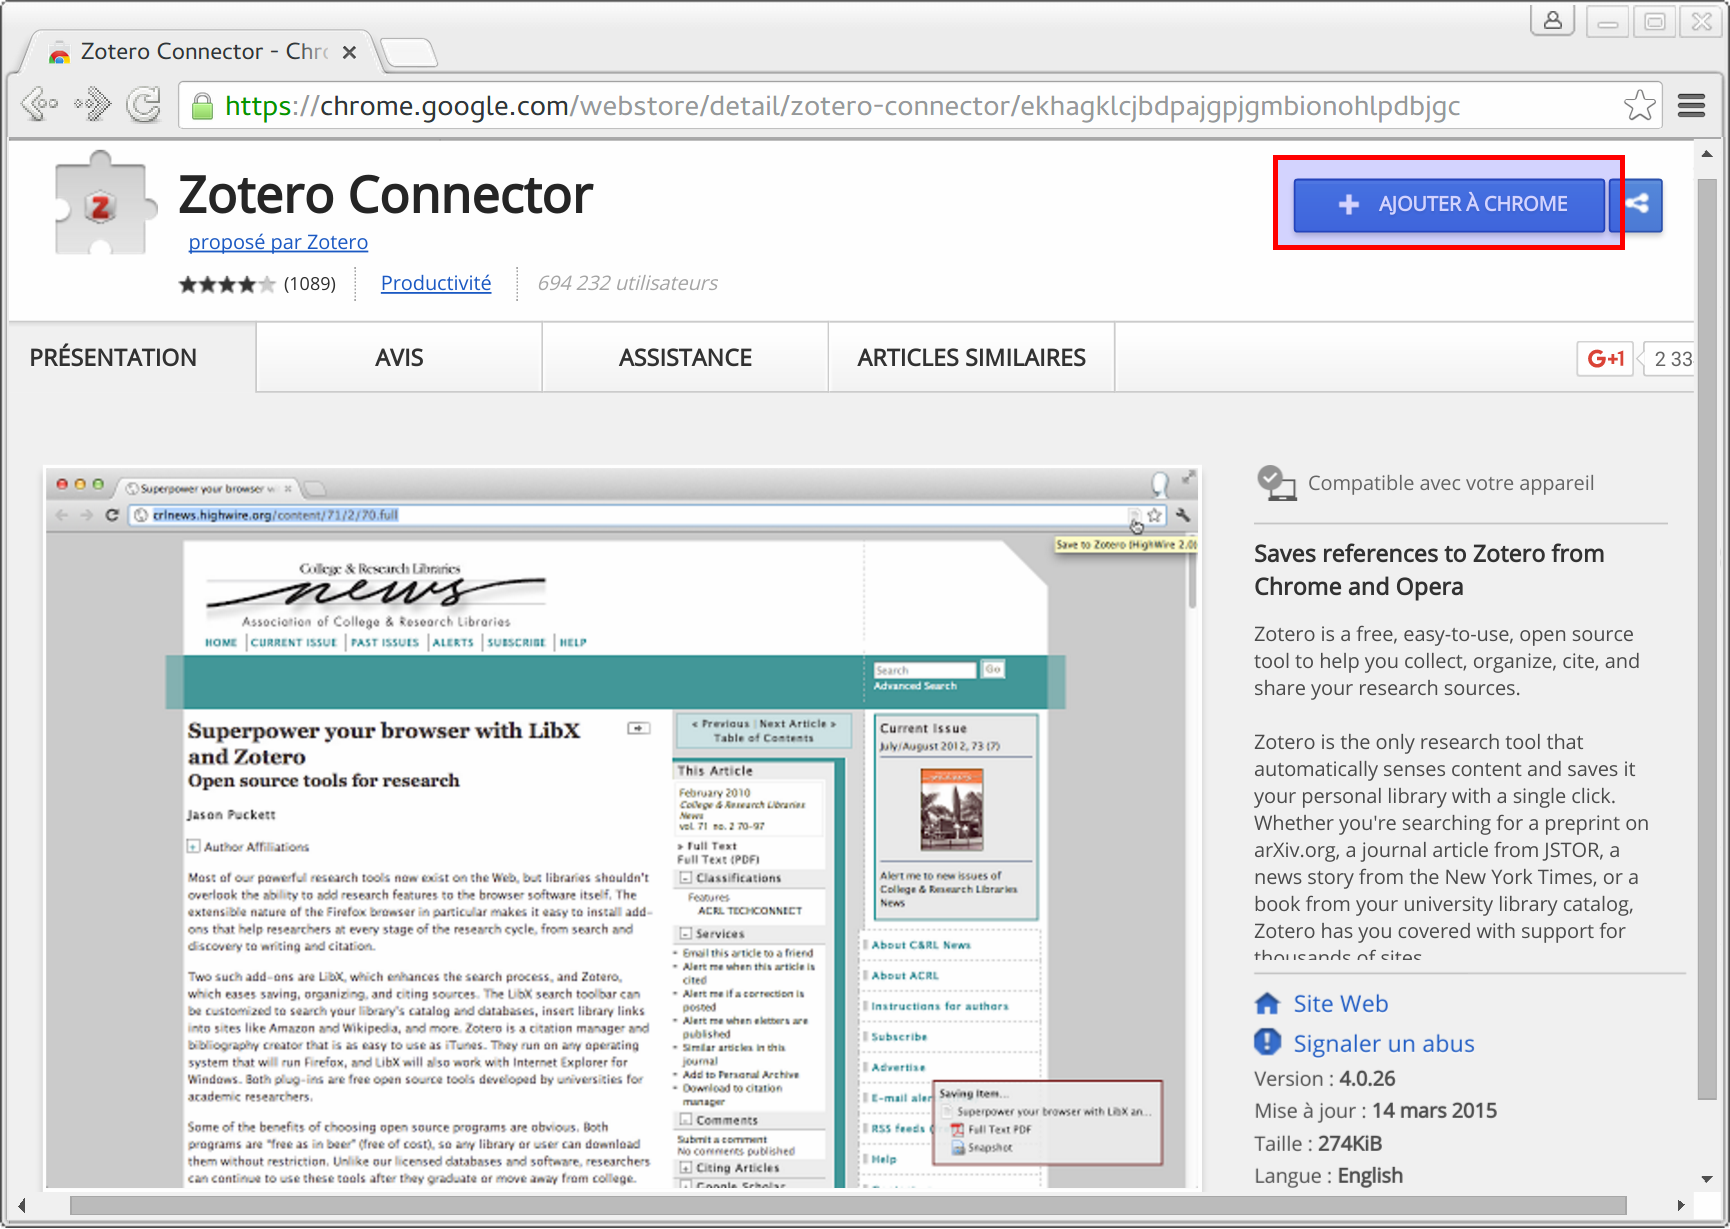 Zotero Connector - Chr
https://chrome.google.com/webstore/detail/zotero-connector/ekhagklcjbdpajgpjgmbionohlpdbjgc
Z
Zotero Connector
proposé par Zotero
(1089)
Productivité
694 232 utilisateurs
AJOUTER À CHROME
PRÉSENTATION
AVIS
ASSISTANCE
ARTICLES SIMILAIRES
G+1
2 33
Superpower your browser wi
crlnews.highwire.org/content/71/2/70.full
Save to Zotero (HighWire 2.0)
College & Research Libraries
news
Association of College & Research Libraries
HOME | CURRENT ISSUE | PAST ISSUES | ALERTS | SUBSCRIBE | HELP
Search
Go
Advanced Search
Superpower your browser with LibX
and Zotero
Open source tools for research
Jason Puckett
Author Affiliations
Most of our powerful research tools now exist on the Web, but libraries shouldn't
overlook the ability to add research features to the browser software itself. The
extensible nature of the Firefox browser in particular makes it easy to install add-
ons that help researchers at every stage of the research cycle, from search and
discovery to writing and citation.
Two such add-ons are LibX, which enhances the search process, and Zotero,
which eases saving, organizing, and citing sources. The LibX search toolbar can
be customized to search your library's catalog and databases, insert library links
into sites like Amazon and Wikipedia, and more. Zotero is a citation manager and
bibliography creator that is as easy to use as iTunes. They run on any operating
system that will run Firefox, and LibX will also work with Internet Explorer for
Windows. Both plug-ins are free open source tools developed by universities for
academic researchers.
Some of the benefits of choosing open source programs are obvious. Both
programs are "free as in beer" (free of cost), so any library or user can download
them without restriction. Unlike our licensed databases and software, researchers
can continue to use these tools after they graduate or move away from college.
« Previous | Next Article »
Table of Contents
This Article
February 2010
College & Research Libraries
News
vol. 71 no. 2 70-97
» Full Text
Full Text (PDF)
Classifications
Features
ACRL TECHCONNECT
Services
Email this article to a friend
Alert me when this article is
cited
Alert me if a correction is
posted
Alert me when eletters are
published
Similar articles in this
journal
Add to Personal Archive
Download to citation
manager
Comments
Submit a comment
No comments published
Citing Articles
Google Scholar
Current Issue
July/August 2012, 73 (7)
Alert me to new issues of
College & Research Libraries
News
About C&RL News
About ACRL
Instructions for authors
Subscribe
Advertise
E-mail aler
RSS feeds (
Help
Saving Item...
Superpower your browser with LibX an...
Full Text PDF
Snapshot
Compatible avec votre appareil
Saves references to Zotero from
Chrome and Opera
Zotero is a free, easy-to-use, open source
tool to help you collect, organize, cite, and
share your research sources.
Zotero is the only research tool that
automatically senses content and saves it
your personal library with a single click.
Whether you're searching for a preprint on
arXiv.org, a journal article from JSTOR, a
news story from the New York Times, or a
book from your university library catalog,
Zotero has you covered with support for
thousands of sites.
Site Web
Signaler un abus
Version : 4.0.26
Mise à jour : 14 mars 2015
Taille : 274KiB
Langue : English